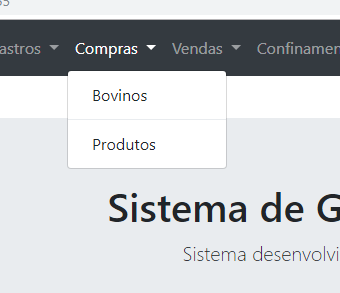 astros Compras Vendas Confinamen
Bovinos
Produtos
Sistema de G
Sistema desenvolvi